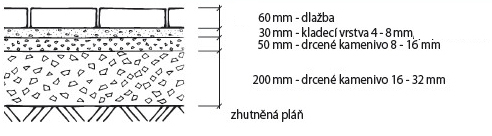 60 mm - dlažba
30 mm - kladecí vrstva 4 - 8 mm
50 mm - drcené kamenivo 8 - 16 mm
200 mm - drcené kamenivo 16 - 32 mm
zhutněná pláň